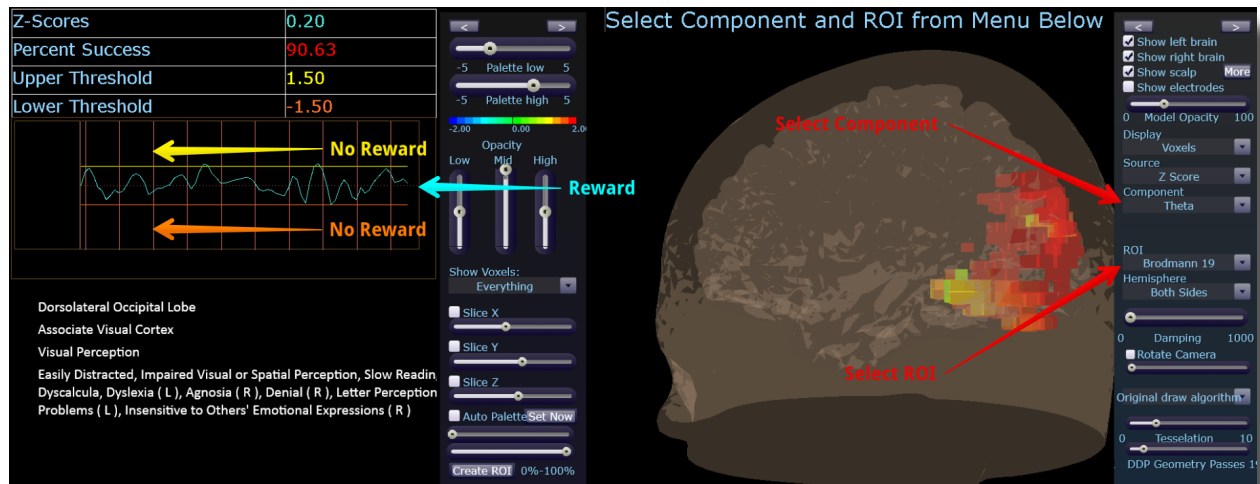 Z-Scores 0.20
Percent Success 90.63
Upper Threshold 1.50
Lower Threshold -1.50
No Reward
Reward
No Reward
Dorsolateral Occipital Lobe
Associate Visual Cortex
Visual Perception
Easily Distracted, Impaired Visual or Spatial Perception, Slow Readin
Dyscalcula, Dyslexia ( L ), Agnosia ( R ), Denial ( R ), Letter Perception
Problems ( L ), Insensitive to Others' Emotional Expressions ( R )
< >
-5 Palette low 5
-5 Palette high 5
-2.00 0.00 2.0
Opacity
Low Mid High
Show Voxels:
Everything
Slice X
Slice Y
Slice Z
Auto Palette Set Now
Create ROI 0%-100%
Select Component and ROI from Menu Below
Select Component
Select ROI
< >
Show left brain
Show right brain
Show scalp More
Show electrodes
0 Model Opacity 100
Display
Voxels
Source
Z Score
Component
Theta
ROI
Brodmann 19
Hemisphere
Both Sides
0 Damping 1000
Rotate Camera
Original draw algorithm
0 Tesselation 10
DDP Geometry Passes 1